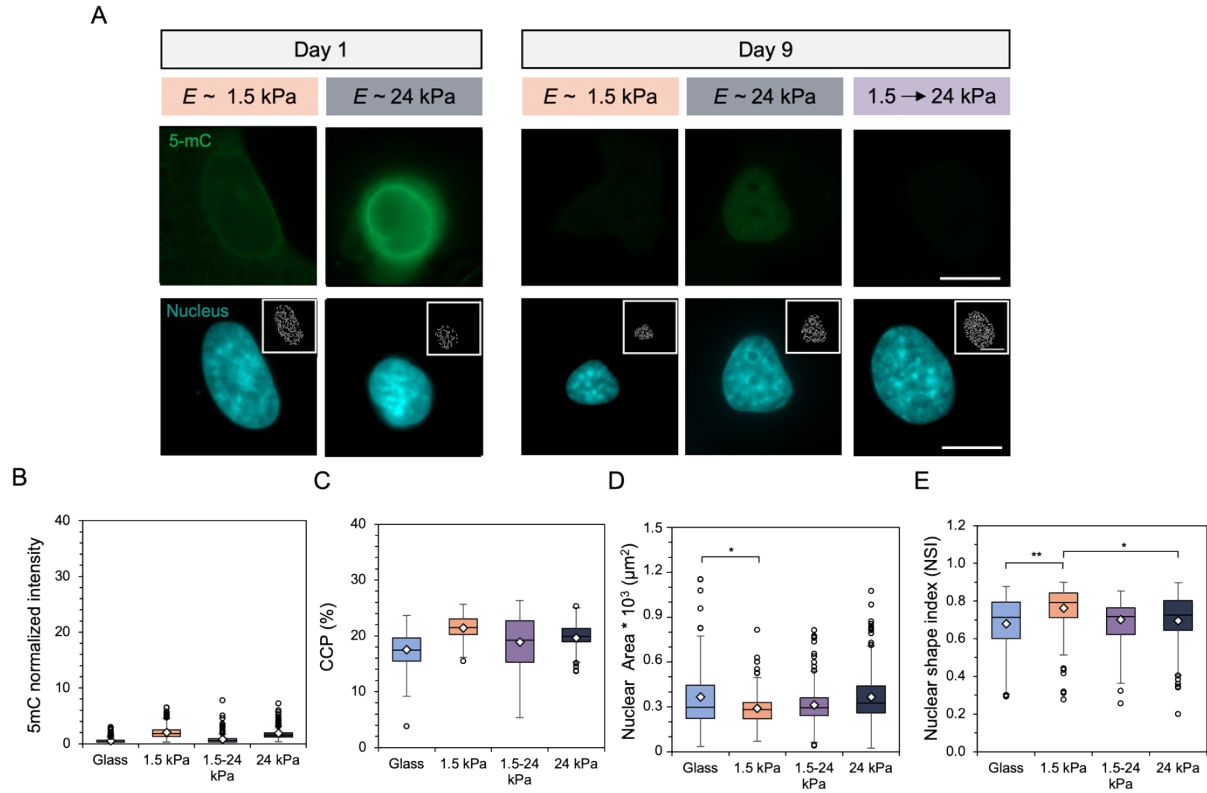 A
Day 1
Day 9
E ~ 1.5 kPa
E ~ 24 kPa
E ~ 1.5 kPa
E ~ 24 kPa
1.5 → 24 kPa
5-mC
Nucleus
B
C
D
E
5mC normalized intensity
40
30
20
10
0
Glass
1.5 kPa
1.5-24
kPa
24 kPa
CCP (%)
40
30
20
10
0
Glass
1.5 kPa
1.5-24
kPa
24 kPa
Nuclear Area * 10³ (µm²)
1.5
1.2
0.9
0.6
0.3
0
*
Glass
1.5 kPa
1.5-24
kPa
24 kPa
Nuclear shape index (NSI)
1.2
1.0
0.8
0.6
0.4
0.2
0.0
**
*
Glass
1.5 kPa
1.5-24
kPa
24 kPa